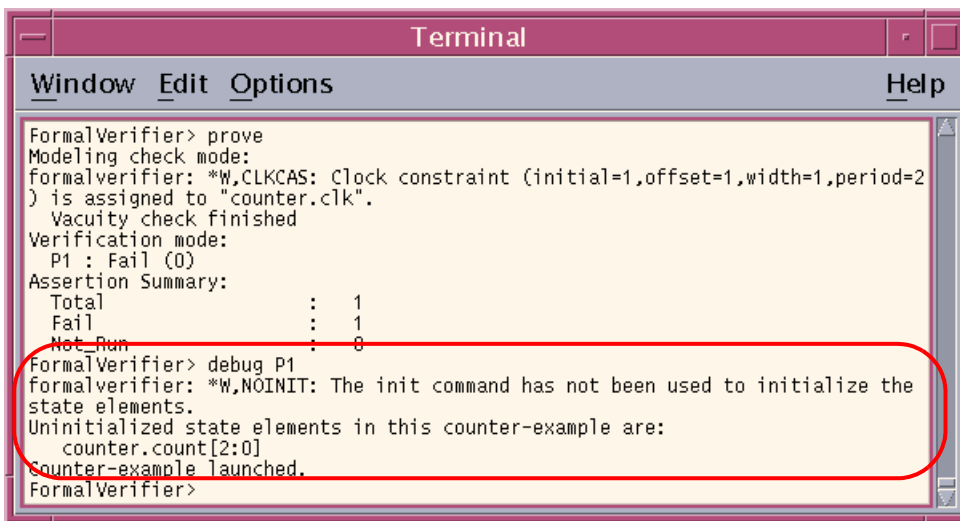 Terminal
Window Edit Options Help
FormalVerifier> prove
Modeling check mode:
formalverifier: *W,CLKCAS: Clock constraint (initial=1,offset=1,width=1,period=2
) is assigned to "counter.clk".
Vacuity check finished
Verification mode:
P1 : Fail (0)
Assertion Summary:
Total : 1
Fail : 1
Not_Run : 0
FormalVerifier> debug P1
formalverifier: *W,NOINIT: The init command has not been used to initialize the
state elements.
Uninitialized state elements in this counter-example are:
counter.count[2:0]
Counter-example launched.
FormalVerifier>